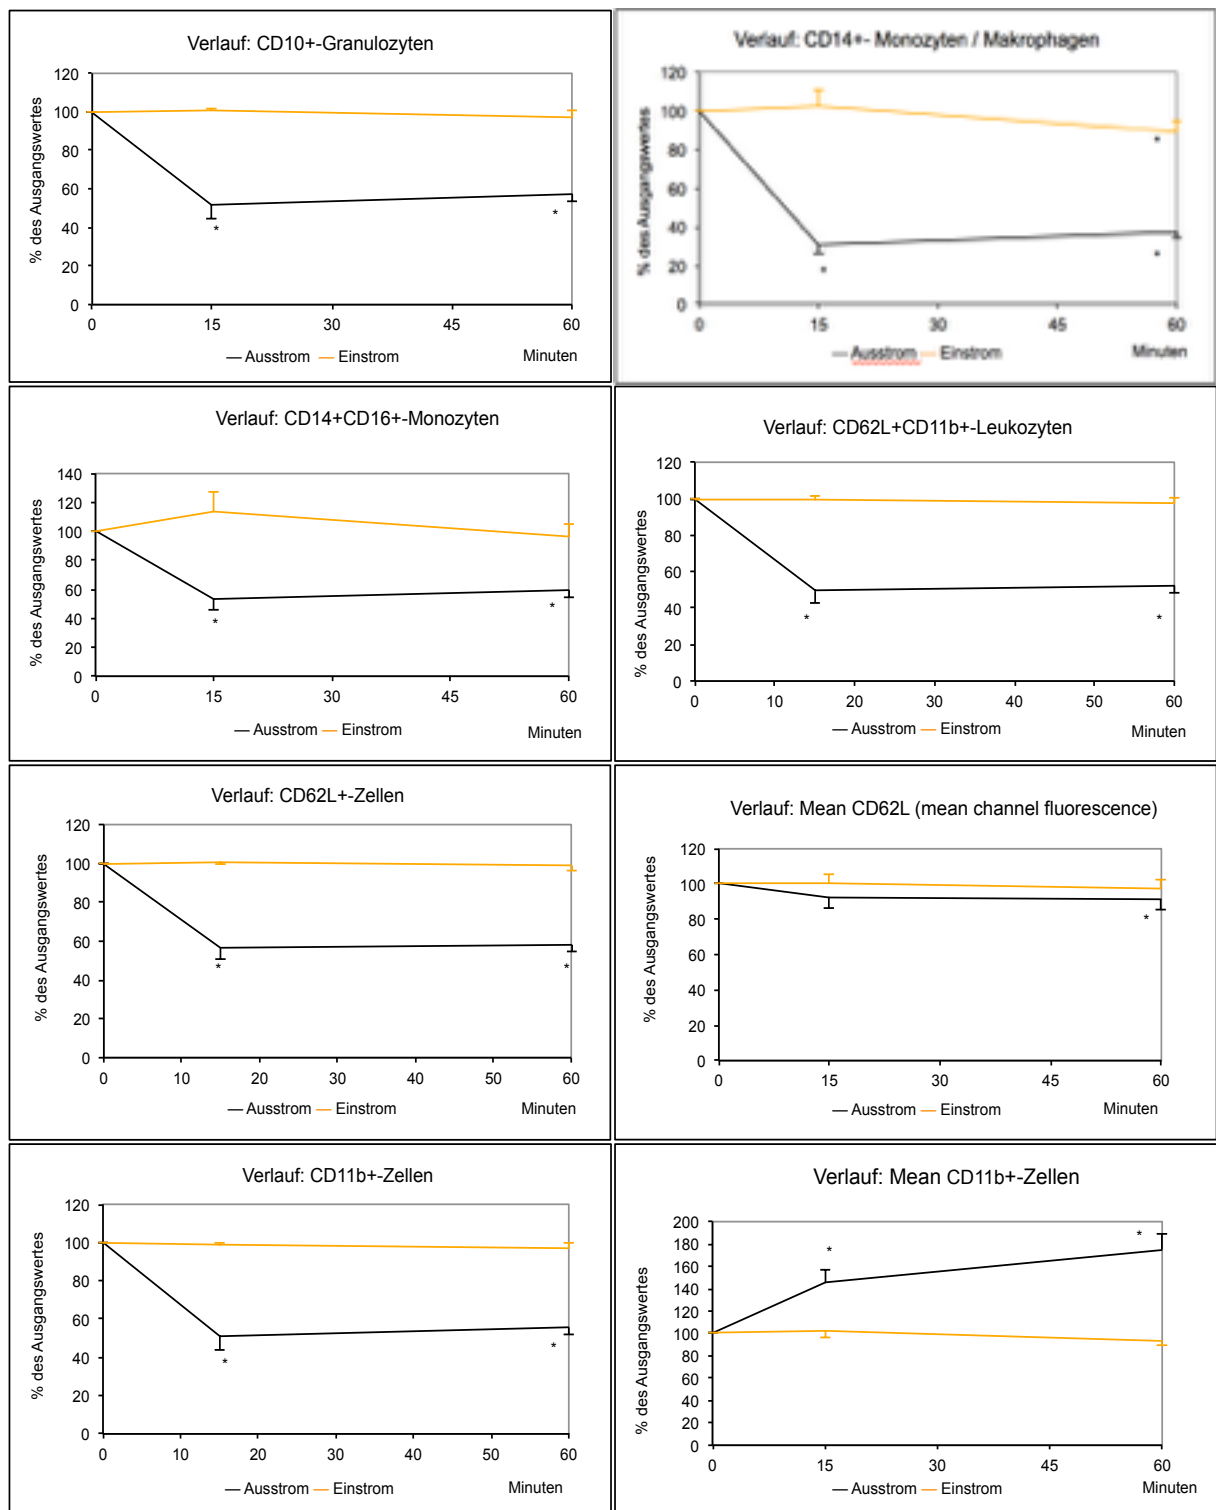 Verlauf: CD10+-Granulozyten
% des Ausgangswertes
120
100
80
60
40
20
0
*
*
0 15 30 45 60
Ausstrom Einstrom Minuten
Verlauf: CD14+- Monozyten / Makrophagen
% des Ausgangswertes
120
100
80
60
40
20
0
*
*
*
0 15 30 45 60
Ausstrom Einstrom Minuten
Verlauf: CD14+CD16+-Monozyten
% des Ausgangswertes
140
120
100
80
60
40
20
0
*
*
0 15 30 45 60
Ausstrom Einstrom Minuten
Verlauf: CD62L+CD11b+-Leukozyten
% des Ausgangswertes
120
100
80
60
40
20
0
*
*
0 10 20 30 40 50 60
Ausstrom Einstrom Minuten
Verlauf: CD62L+-Zellen
% des Ausgangswertes
120
100
80
60
40
20
0
*
*
0 10 20 30 40 50 60
Ausstrom Einstrom Minuten
Verlauf: Mean CD62L (mean channel fluorescence)
% des Ausgangswertes
120
100
80
60
40
20
0
*
0 15 30 45 60
Ausstrom Einstrom Minuten
Verlauf: CD11b+-Zellen
% des Ausgangswertes
120
100
80
60
40
20
0
*
*
0 10 20 30 40 50 60
Ausstrom Einstrom Minuten
Verlauf: Mean CD11b+-Zellen
% des Ausgangswertes
200
180
160
140
120
100
80
60
40
20
0
*
*
0 15 30 45 60
Ausstrom Einstrom Minuten